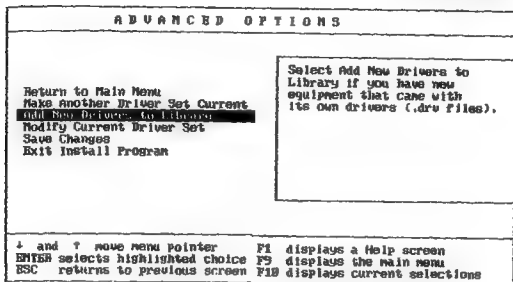 ADVANCED OPTIONS
Return to Main Menu
Make Another Driver Set Current
Add New Drivers to Library
Modify Current Driver Set
Save Changes
Exit Install Program
Select Add New Drivers to
Library if you have new
equipment that came with
its own drivers (.drv files).
↓ and ↑ move menu pointer
ENTER selects highlighted choice
ESC returns to previous screen
F1 displays a Help screen
F9 displays the main menu
F10 displays current selections